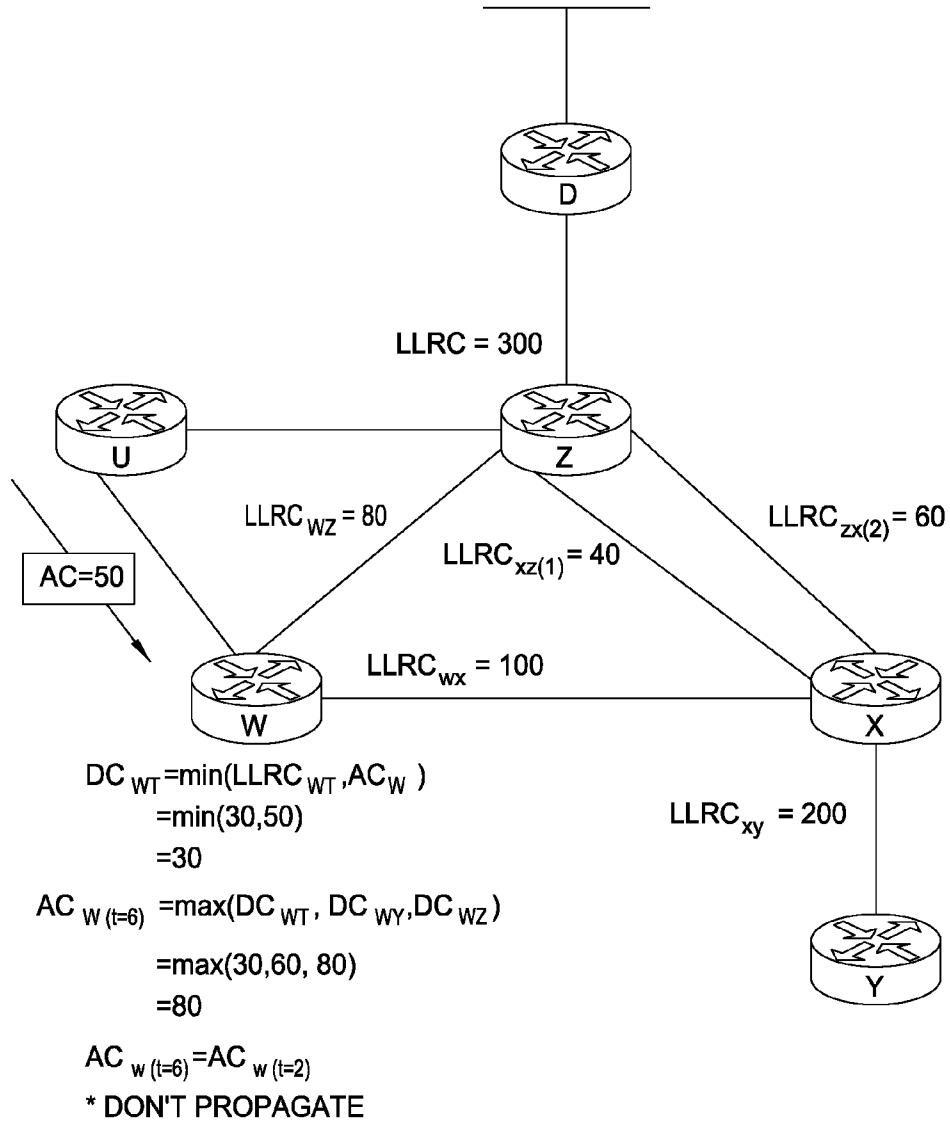 D
LLRC = 300
U
Z
LLRC WZ = 80
LLRC zx(2) = 60
LLRC xz(1) = 40
AC=50
LLRC wx = 100
W
X
DC WT =min(LLRC WT ,AC W )
=min(30,50)
=30
LLRC xy = 200
AC W (t=6) =max(DC WT , DC WY ,DC WZ )
=max(30,60, 80)
=80
Y
AC w (t=6) =AC w (t=2)
* DON'T PROPAGATE